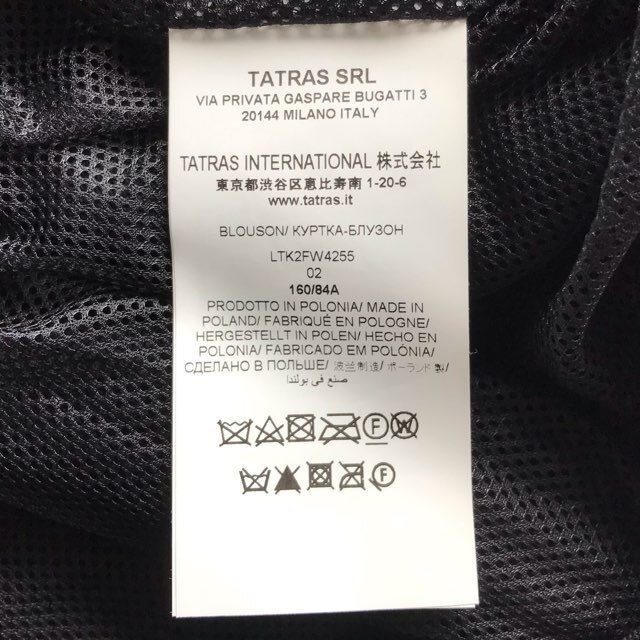 TATRAS SRL
VIA PRIVATA GASPARE BUGATTI 3
20144 MILANO ITALY
TATRAS INTERNATIONAL 株式会社
東京都渋谷区恵比寿南 1-20-6
www.tatras.it
BLOUSON/ КУРТКА-БЛУЗОН
LTK2FW4255
02
160/84A
PRODOTTO IN POLONIA/ MADE IN
POLAND/ FABRIQUÉ EN POLOGNE/
HERGESTELLT IN POLEN/ HECHO EN
POLONIA/ FABRICADO EM POLÓNIA/
СДЕЛАНО В ПОЛЬШЕ/ 波兰制造/ ポーランド製/
صنع في بولندا
F W
F